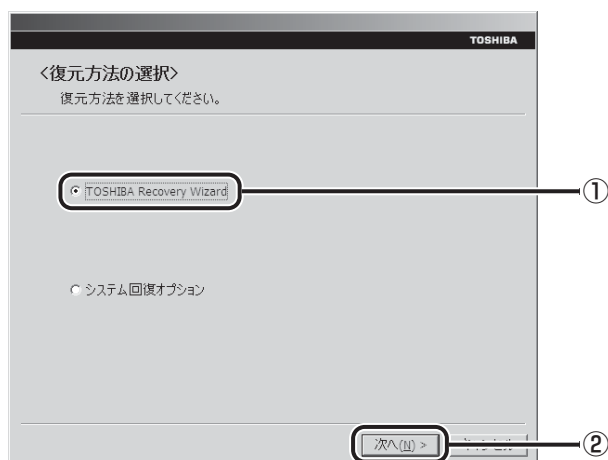 TOSHIBA
<復元方法の選択>
復元方法を選択してください。
TOSHIBA Recovery Wizard ①
システム回復オプション
次へ(N) > ②